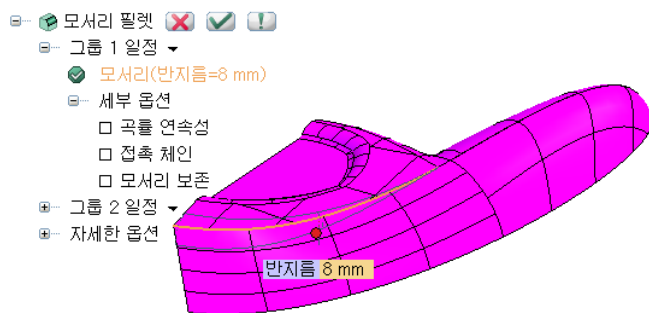 모서리 필렛
그룹 1 일정
모서리(반지름=8 mm)
세부 옵션
곡률 연속성
접촉 체인
모서리 보존
그룹 2 일정
자세한 옵션
반지름 8 mm